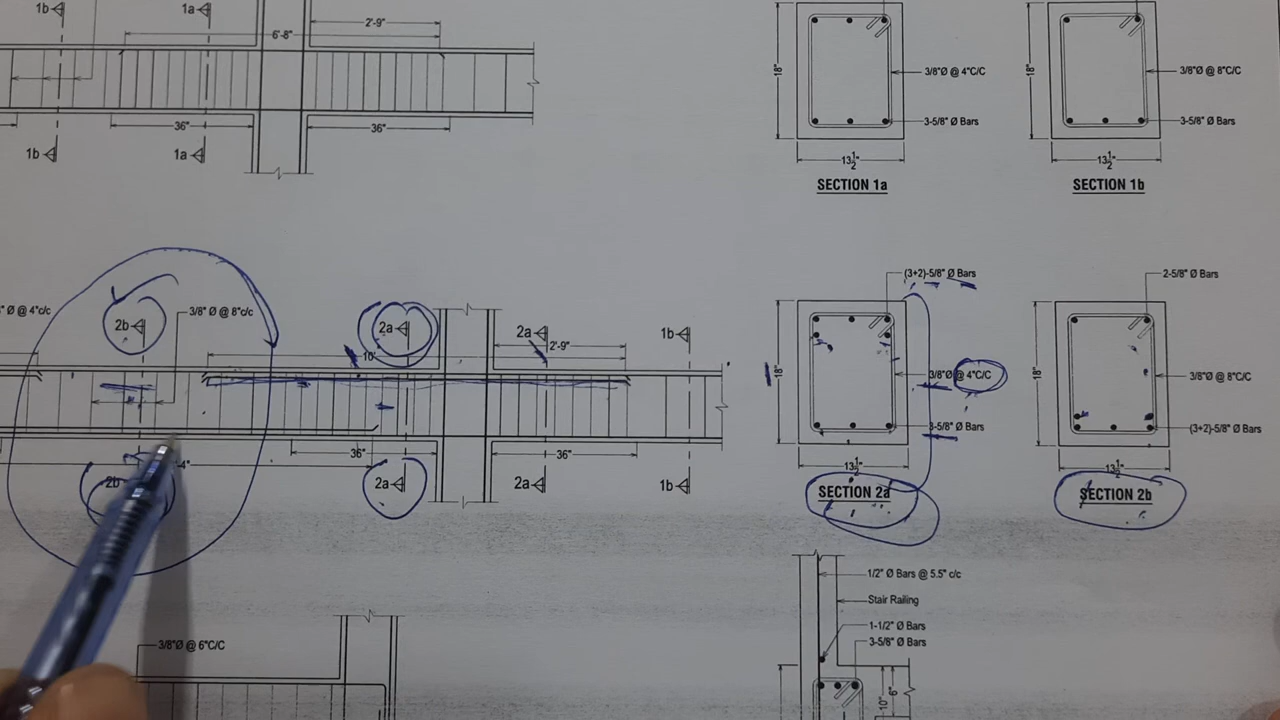 1b
1a
2'-9"
6'-8"
36"
36"
1b
1a
18"
3/8"Ø @ 4"C/C
3-5/8" Ø Bars
13½"
SECTION 1a
18"
3/8"Ø @ 8"C/C
3-5/8" Ø Bars
13½"
SECTION 1b
" Ø @ 4"c/c
2b
3/8" Ø @ 8"c/c
2a
10'
2a
2'-9"
1b
36"
36"
4"
2b
2a
2a
1b
(3+2)-5/8" Ø Bars
18"
3/8"Ø @ 4"C/C
3-5/8" Ø Bars
13½"
SECTION 2a
2-5/8" Ø Bars
18"
3/8"Ø @ 8"C/C
(3+2)-5/8" Ø Bars
13½"
SECTION 2b
3/8"Ø @ 6"C/C
1/2" Ø Bars @ 5.5" c/c
Stair Railing
1-1/2" Ø Bars
3-5/8" Ø Bars
10"
6"